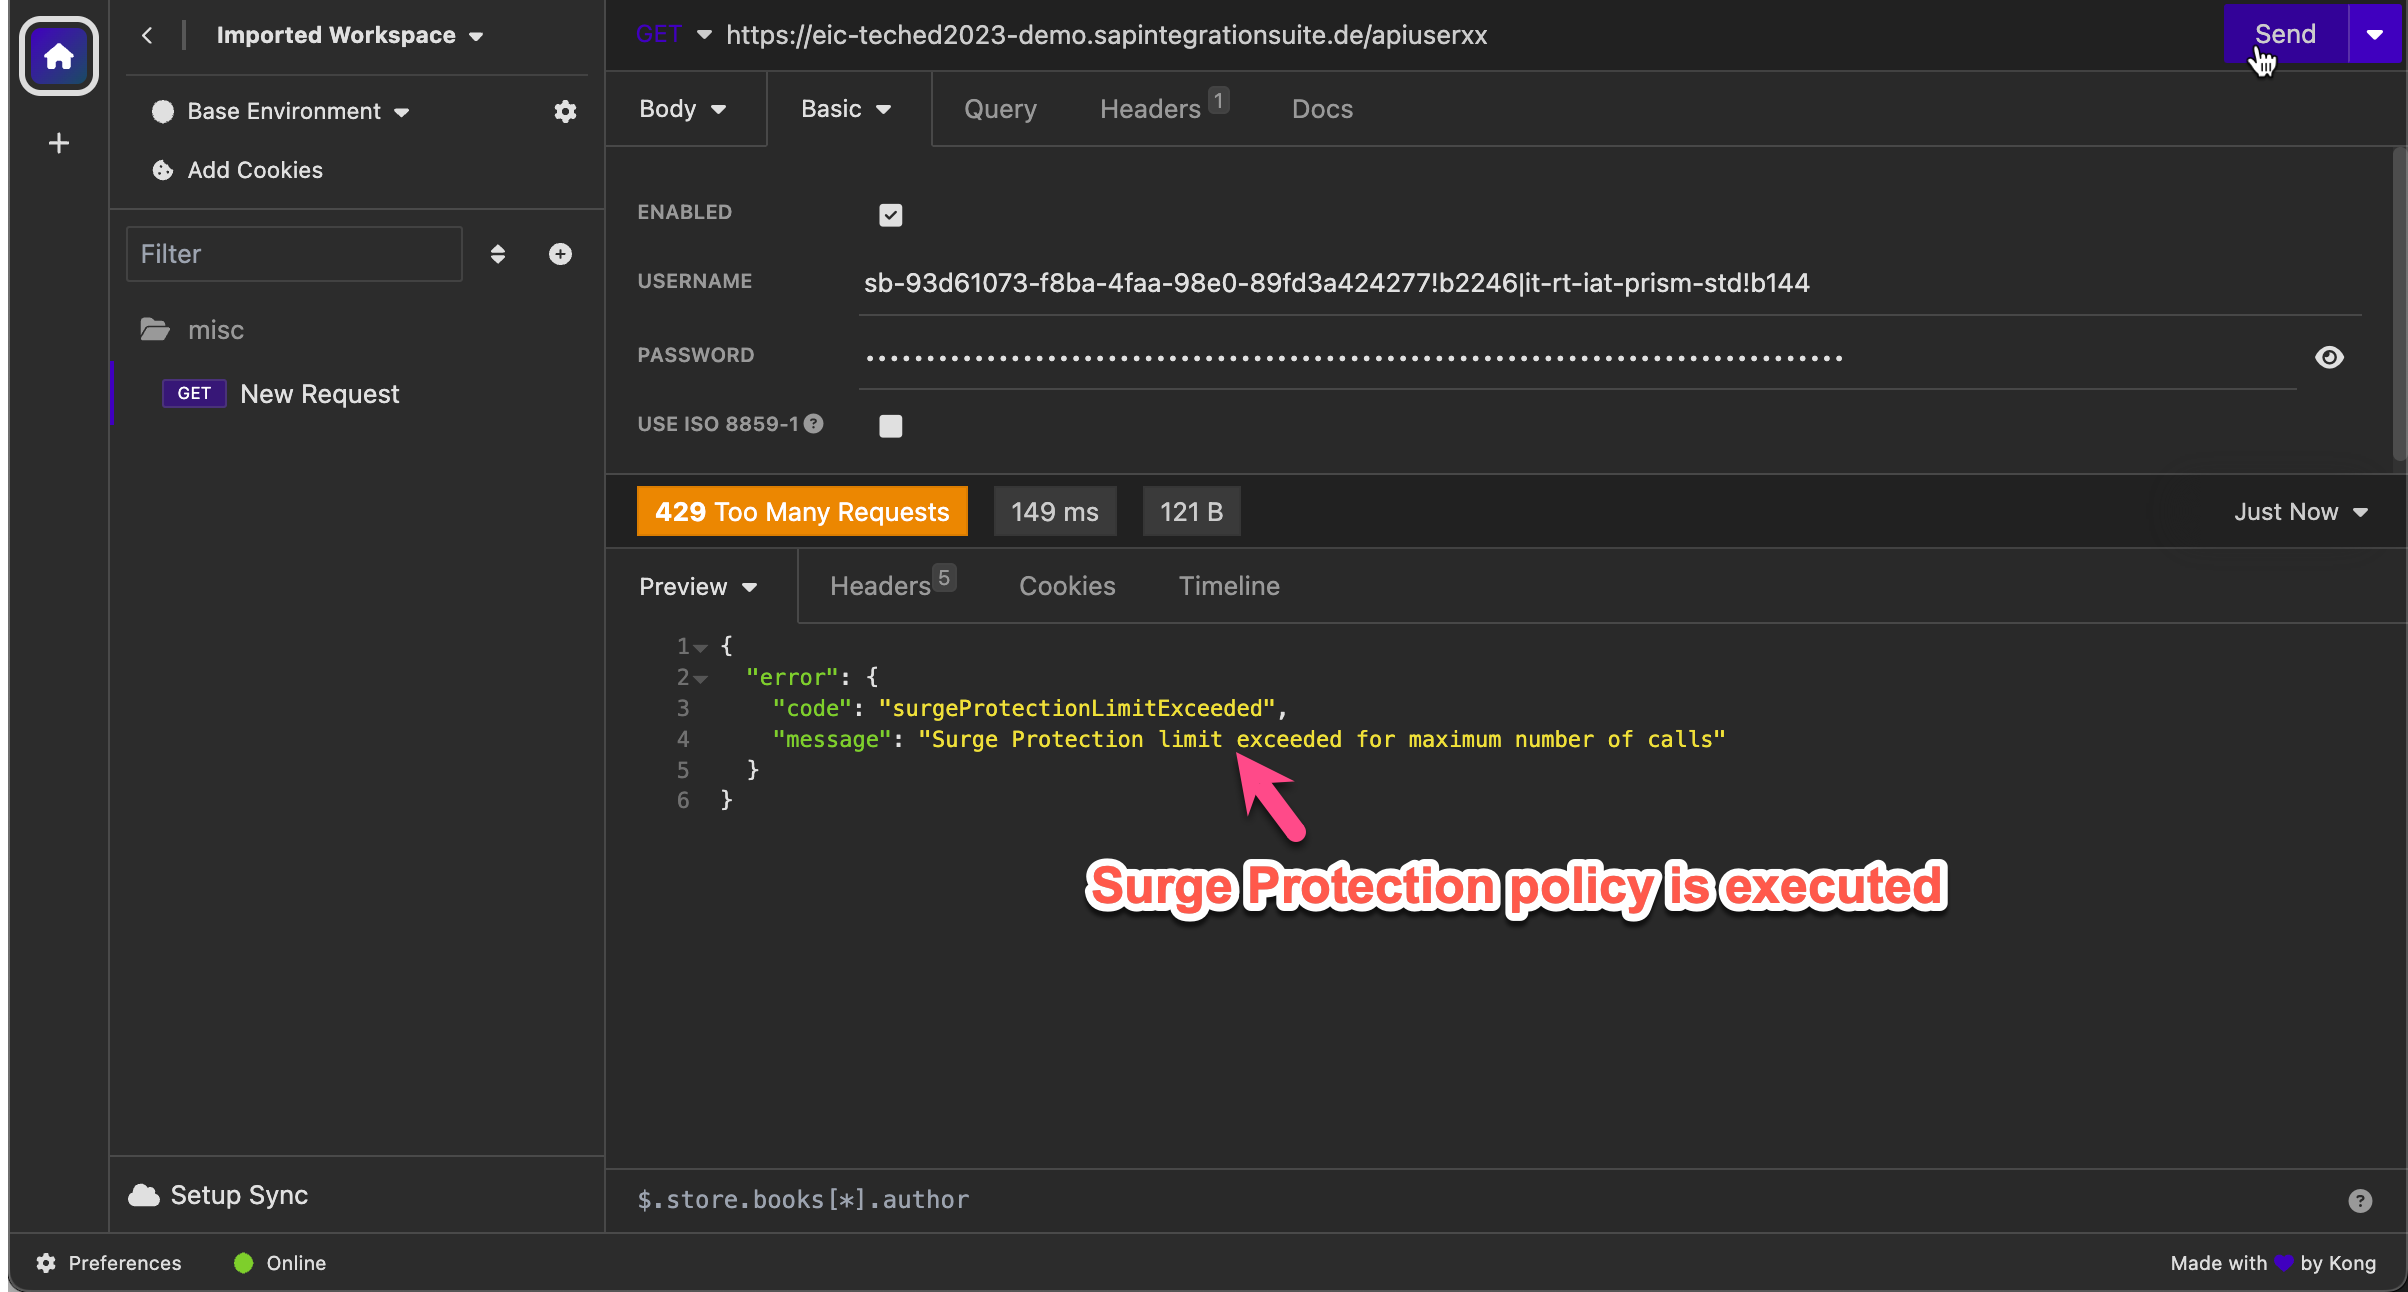 Imported Workspace
GET https://eic-teched2023-demo.sapintegrationsuite.de/apiuserxx
Send
Base Environment
Add Cookies
Body
Basic
Query
Headers 1
Docs
ENABLED
Filter
USERNAME sb-93d61073-f8ba-4faa-98e0-89fd3a424277!b2246|it-rt-iat-prism-std!b144
misc
PASSWORD ••••••••••••••••••••••••••••••••••••••••••••••••••••••••••••••••••••••••••
GET New Request
USE ISO 8859-1 ?
429 Too Many Requests
149 ms
121 B
Just Now
Preview
Headers 5
Cookies
Timeline
1 {
2 "error": {
3 "code": "surgeProtectionLimitExceeded",
4 "message": "Surge Protection limit exceeded for maximum number of calls"
5 }
6 }
Surge Protection policy is executed
Setup Sync
$.store.books[*].author
?
Preferences
Online
Made with 💜 by Kong